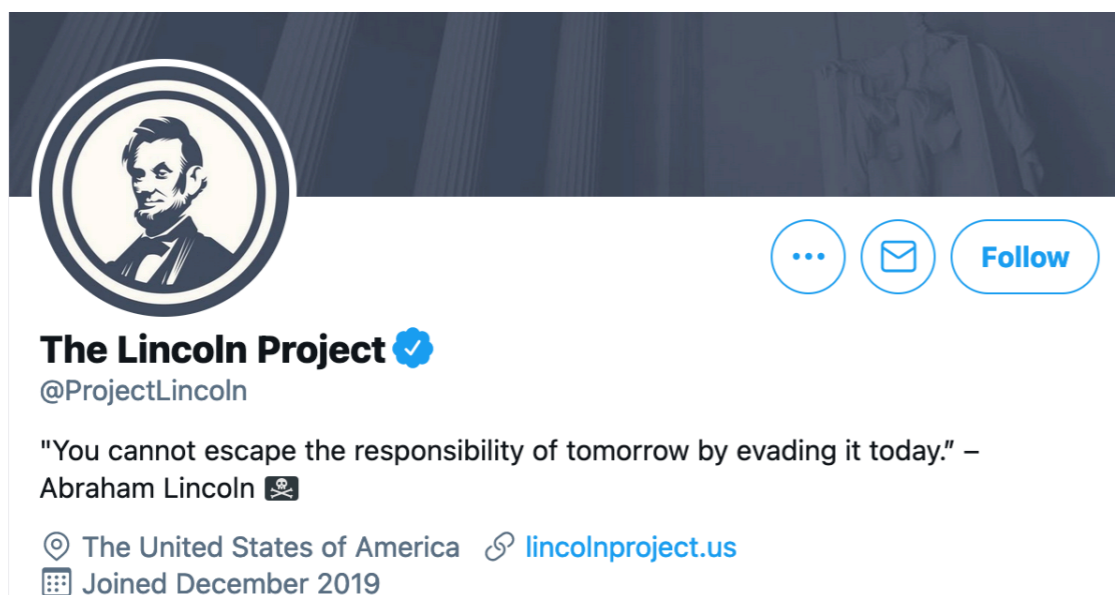 Follow
The Lincoln Project
@ProjectLincoln
"You cannot escape the responsibility of tomorrow by evading it today.” –
Abraham Lincoln 🏴‍☠️
The United States of America lincolnproject.us
Joined December 2019